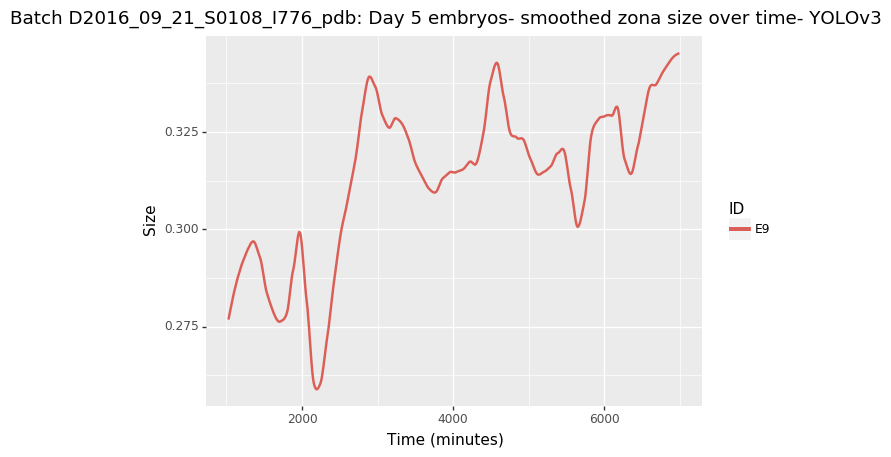 Batch D2016_09_21_S0108_I776_pdb: Day 5 embryos- smoothed zona size over time- YOLOv3
0.325
0.300
0.275
Size
2000
4000
6000
Time (minutes)
ID
E9